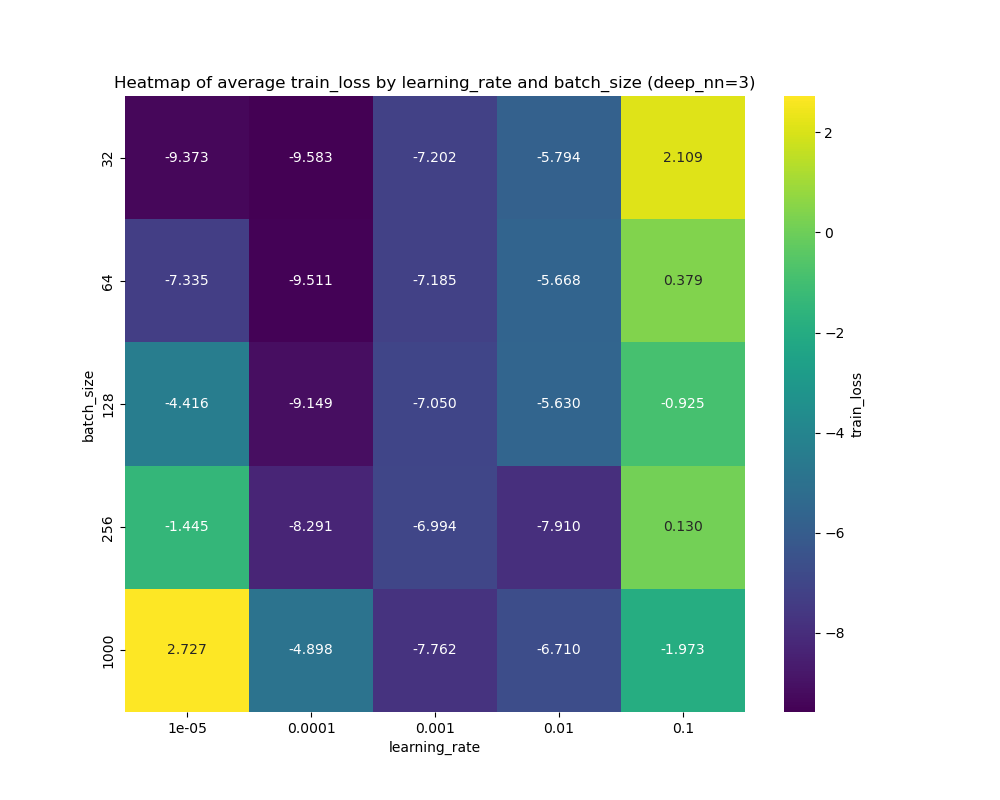 Heatmap of average train_loss by learning_rate and batch_size (deep_nn=3)
batch_size
32 -9.373 -9.583 -7.202 -5.794 2.109
64 -7.335 -9.511 -7.185 -5.668 0.379
128 -4.416 -9.149 -7.050 -5.630 -0.925
256 -1.445 -8.291 -6.994 -7.910 0.130
1000 2.727 -4.898 -7.762 -6.710 -1.973
1e-05 0.0001 0.001 0.01 0.1
learning_rate
2
0
−2
−4
−6
−8
train_loss